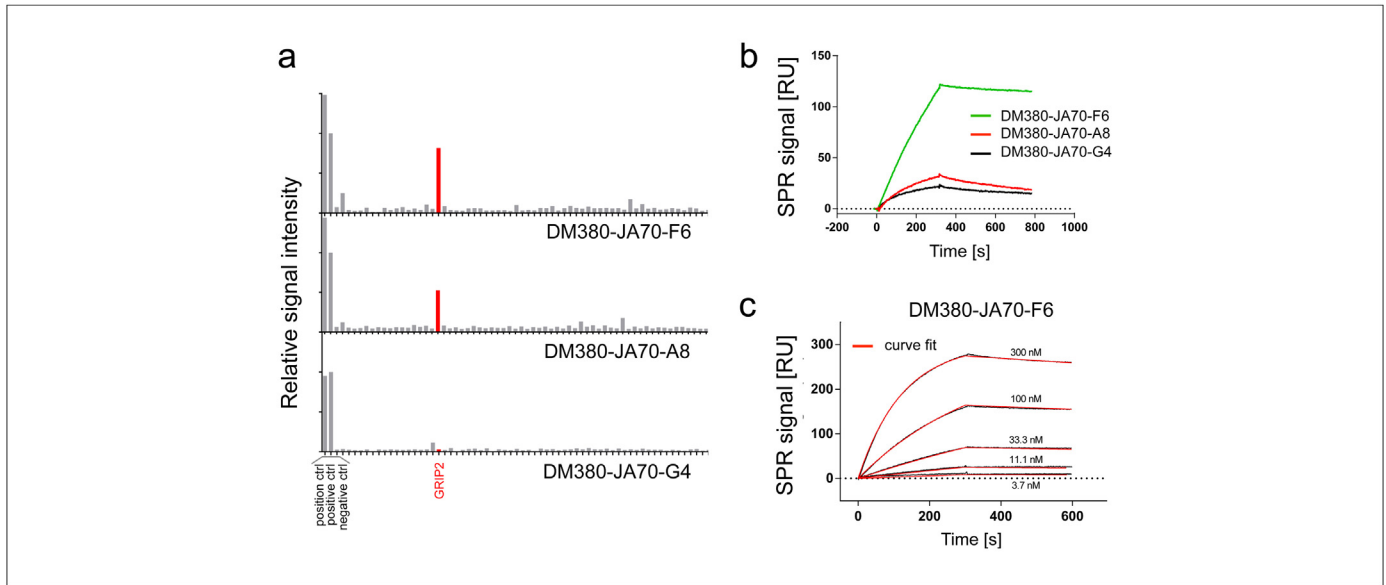 a
Relative signal intensity
DM380-JA70-F6
DM380-JA70-A8
DM380-JA70-G4
position ctrl
positive ctrl
negative ctrl
GRIP2
b
SPR signal [RU]
150
100
50
0
-200
0
200
400
600
800
1000
Time [s]
DM380-JA70-F6
DM380-JA70-A8
DM380-JA70-G4
c
DM380-JA70-F6
SPR signal [RU]
300
200
100
0
curve fit
300 nM
100 nM
33.3 nM
11.1 nM
3.7 nM
0
200
400
600
Time [s]